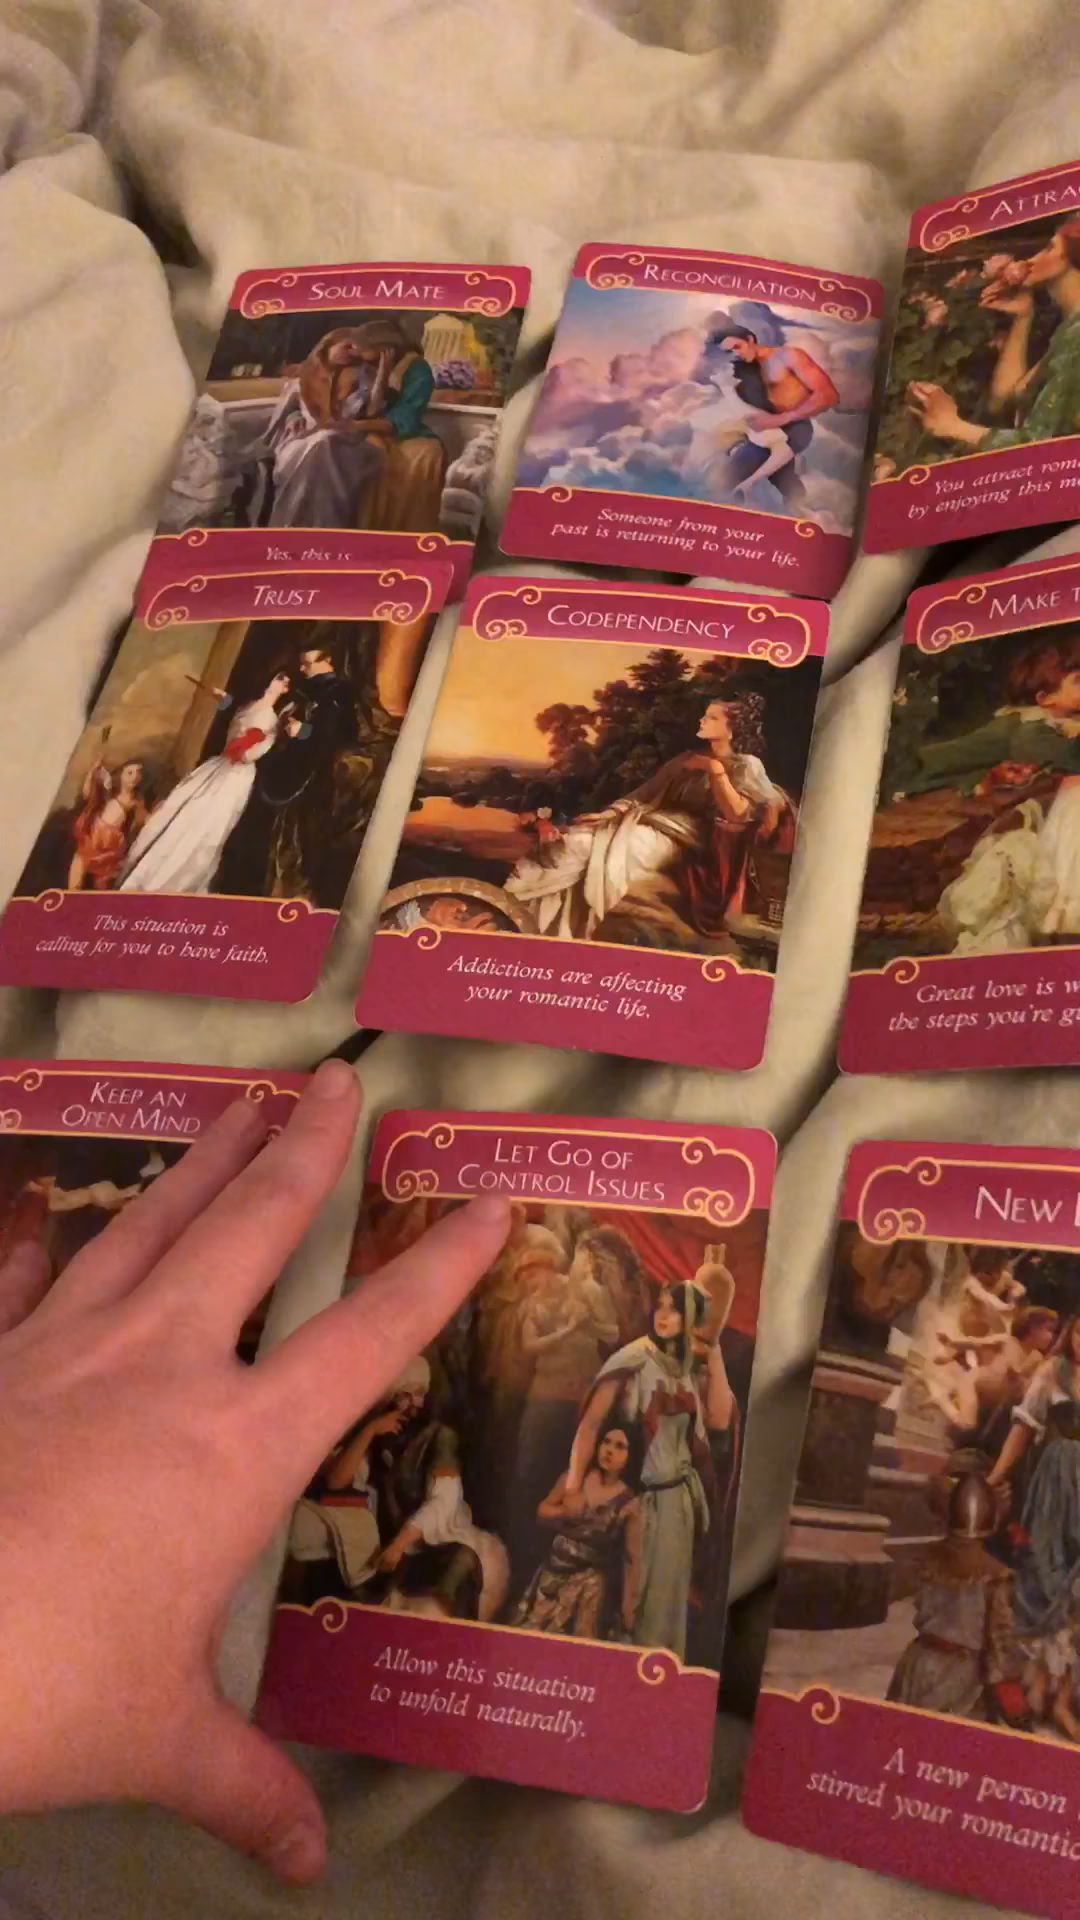 SOUL MATE
Yes, this is
RECONCILIATION
Someone from your
past is returning to your life.
You attract
by enjoying this
TRUST
This situation is
calling for you to have faith.
CODEPENDENCY
Addictions are affecting
your romantic life.
MAKE
Great love is
the steps you're
KEEP AN
OPEN MIND
LET GO OF
CONTROL ISSUES
Allow this situation
to unfold naturally.
NEW
A new person
stirred your romantic